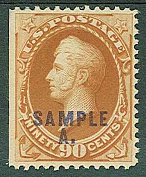 U.S. POSTAGE
SAMPLE
A.
NINETY 90 CENTS